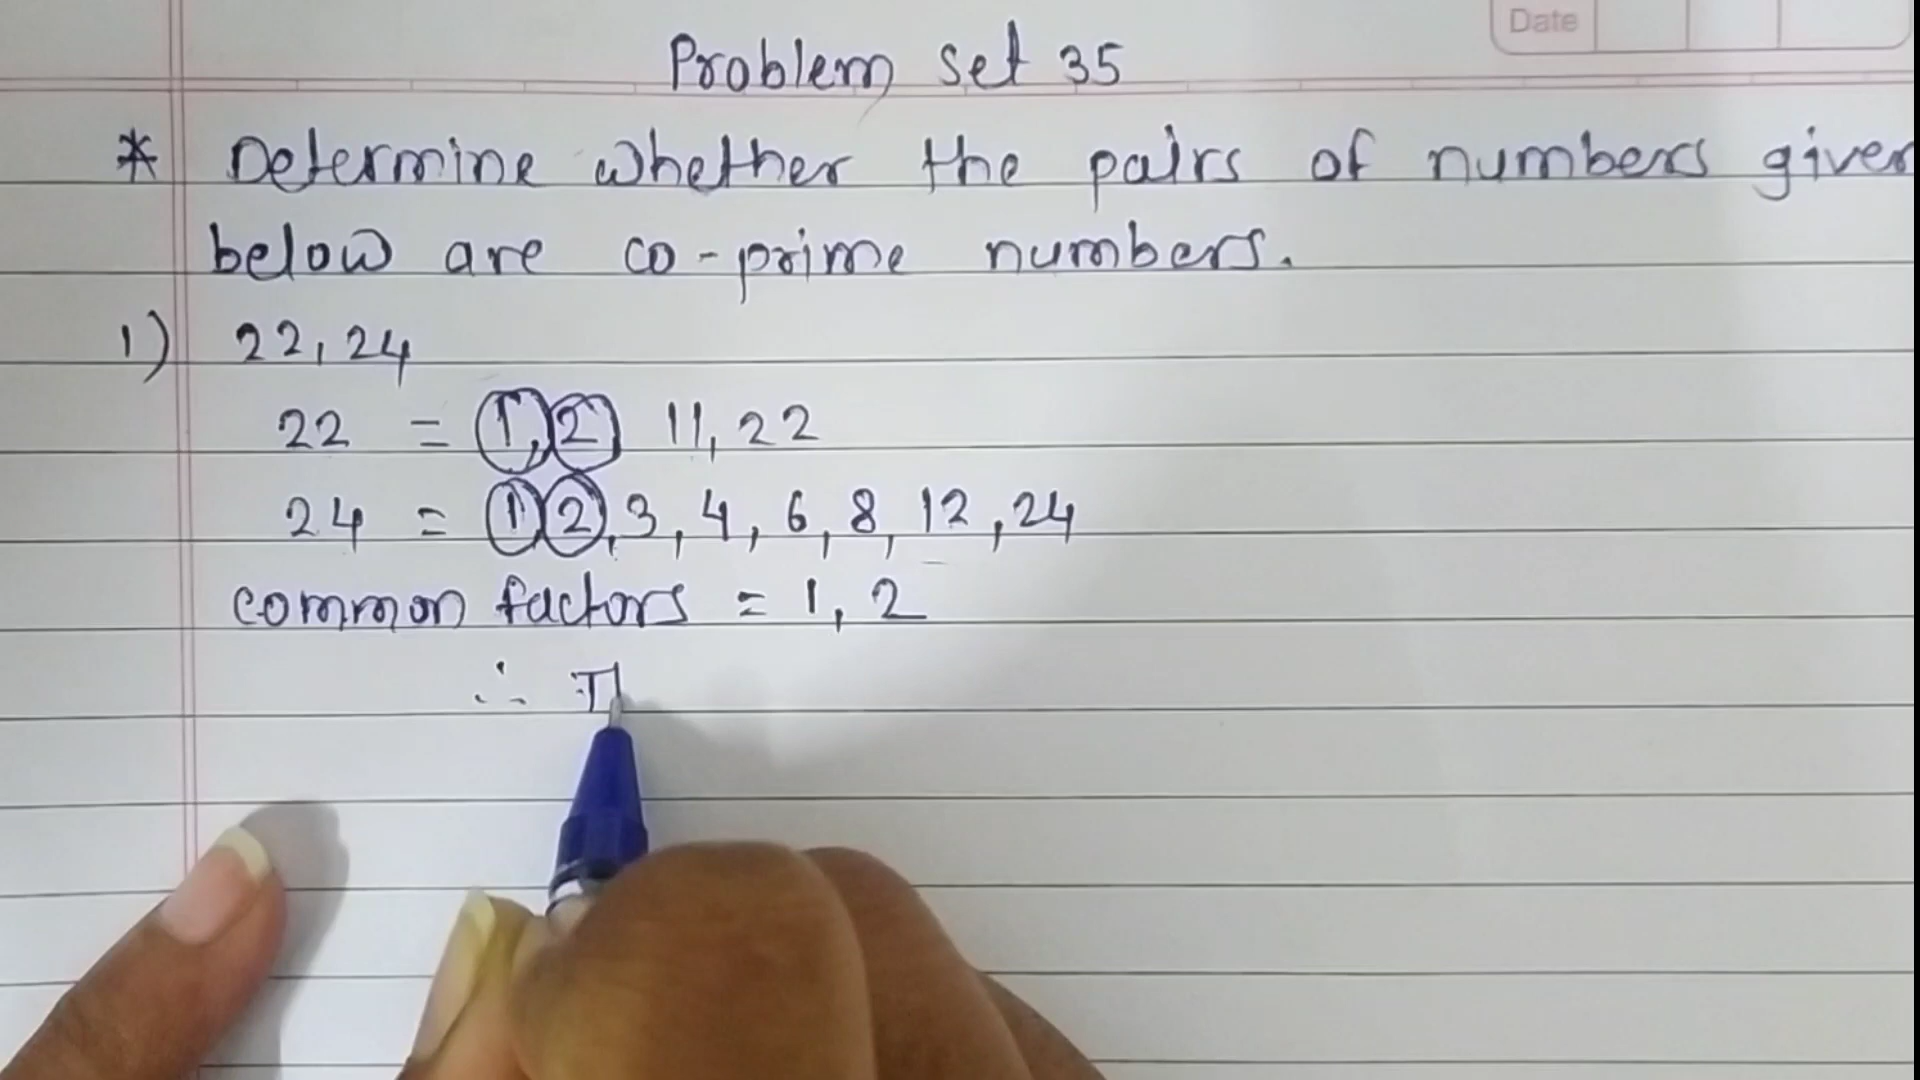 Date
Problem set 35
* Determine whether the pairs of numbers given
below are co-prime numbers.
1) 22, 24
22 = 1, 2 11, 22
24 = 1 2, 3, 4, 6, 8, 12, 24
common factors = 1, 2
∴ Th